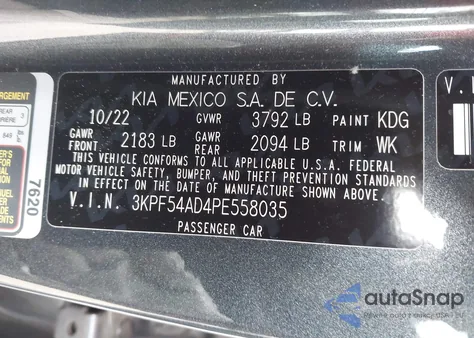 MANUFACTURED BY
KIA MEXICO S.A. DE C.V.
10/22 GVWR 3792 LB PAINT KDG
GAWR FRONT 2183 LB GAWR REAR 2094 LB TRIM WK
THIS VEHICLE CONFORMS TO ALL APPLICABLE U.S.A. FEDERAL
MOTOR VEHICLE SAFETY, BUMPER, AND THEFT PREVENTION STANDARDS
IN EFFECT ON THE DATE OF MANUFACTURE SHOWN ABOVE.
V.I.N. 3KPF54AD4PE558035
PASSENGER CAR
7620
REAR 3
V.I.
autoSnap